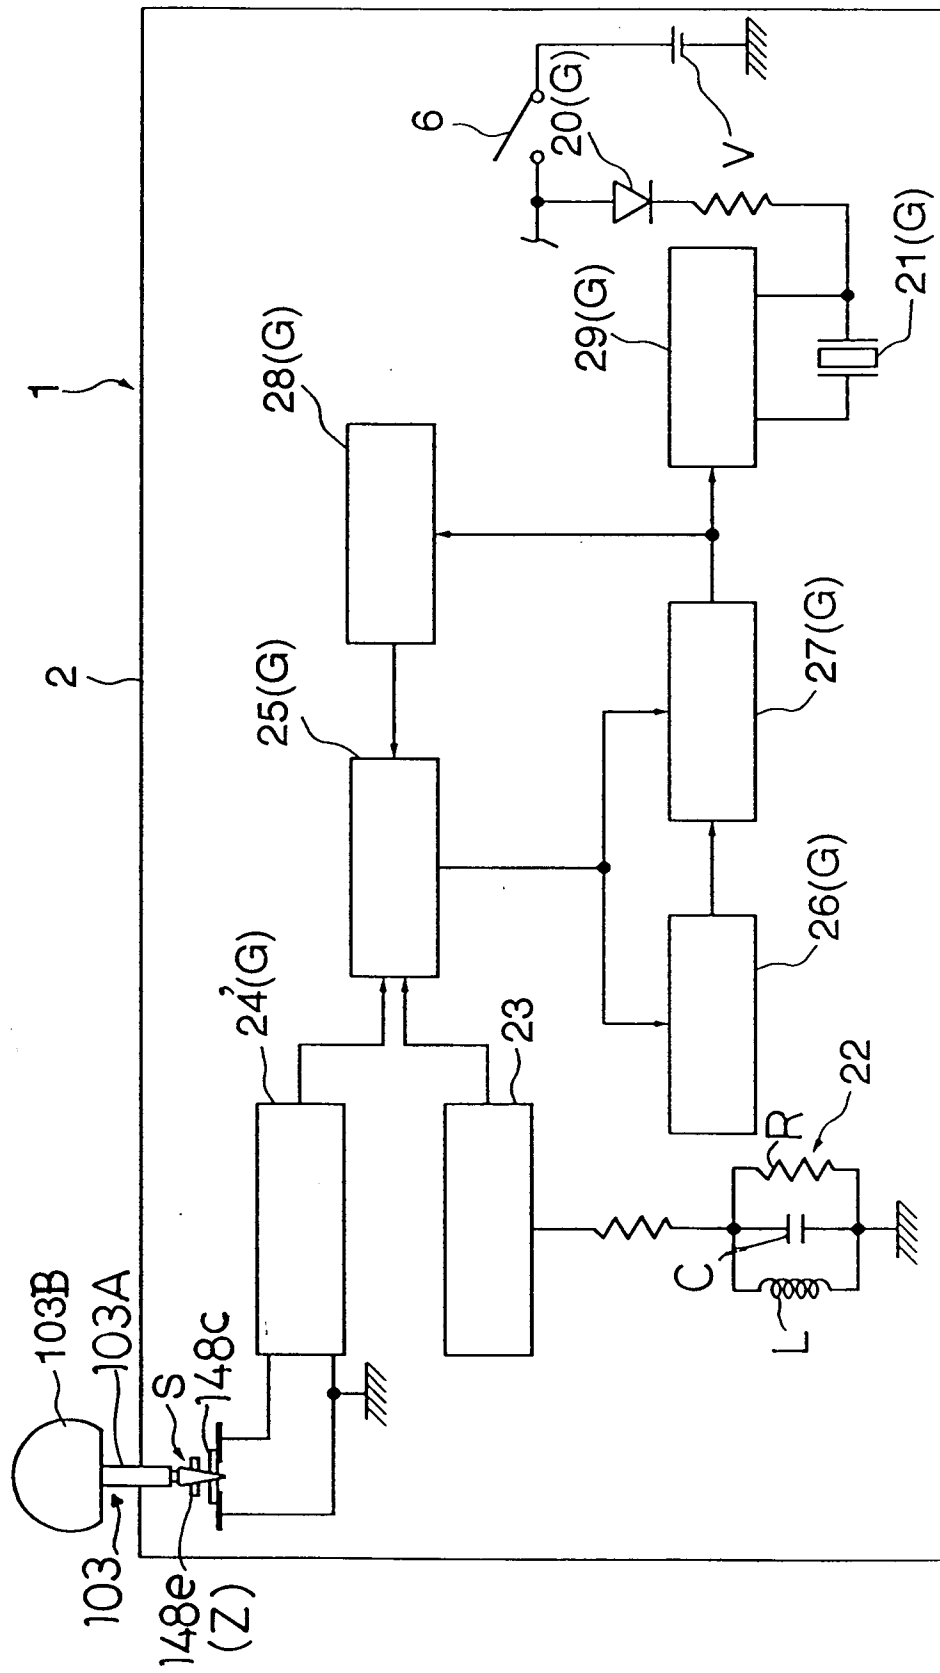 1
2
103
103A
103B
148e
(Z)
S
148c
24'(G)
23
25(G)
28(G)
26(G)
27(G)
29(G)
20(G)
21(G)
6
V
22
R
C
L